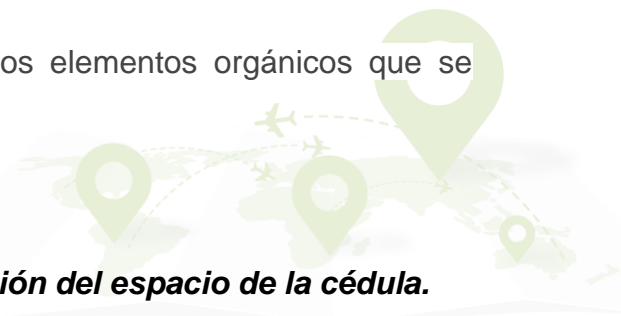 os elementos orgánicos que se
ión del espacio de la cédula.